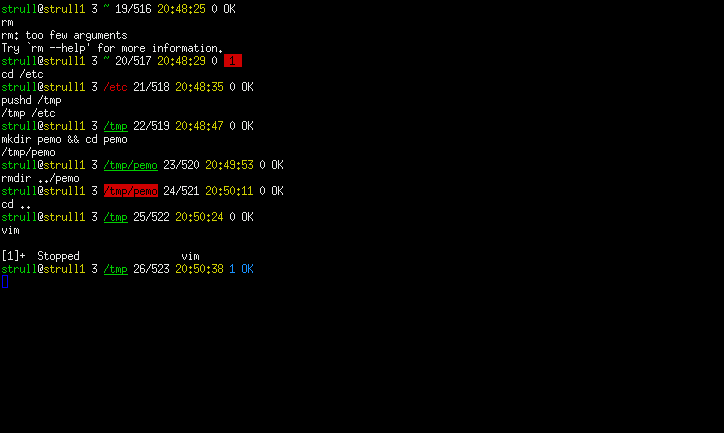 strull@strull1 3 ~ 19/516 20:48:25 0 OK
rm
rm: too few arguments
Try `rm --help' for more information.
strull@strull1 3 ~ 20/517 20:48:29 0 1
cd /etc
strull@strull1 3 /etc 21/518 20:48:35 0 OK
pushd /tmp
/tmp /etc
strull@strull1 3 /tmp 22/519 20:48:47 0 OK
mkdir pemo && cd pemo
/tmp/pemo
strull@strull1 3 /tmp/pemo 23/520 20:49:53 0 OK
rmdir ../pemo
strull@strull1 3 /tmp/pemo 24/521 20:50:11 0 OK
cd ..
strull@strull1 3 /tmp 25/522 20:50:24 0 OK
vim
[1]+  Stopped                 vim
strull@strull1 3 /tmp 26/523 20:50:38 1 OK